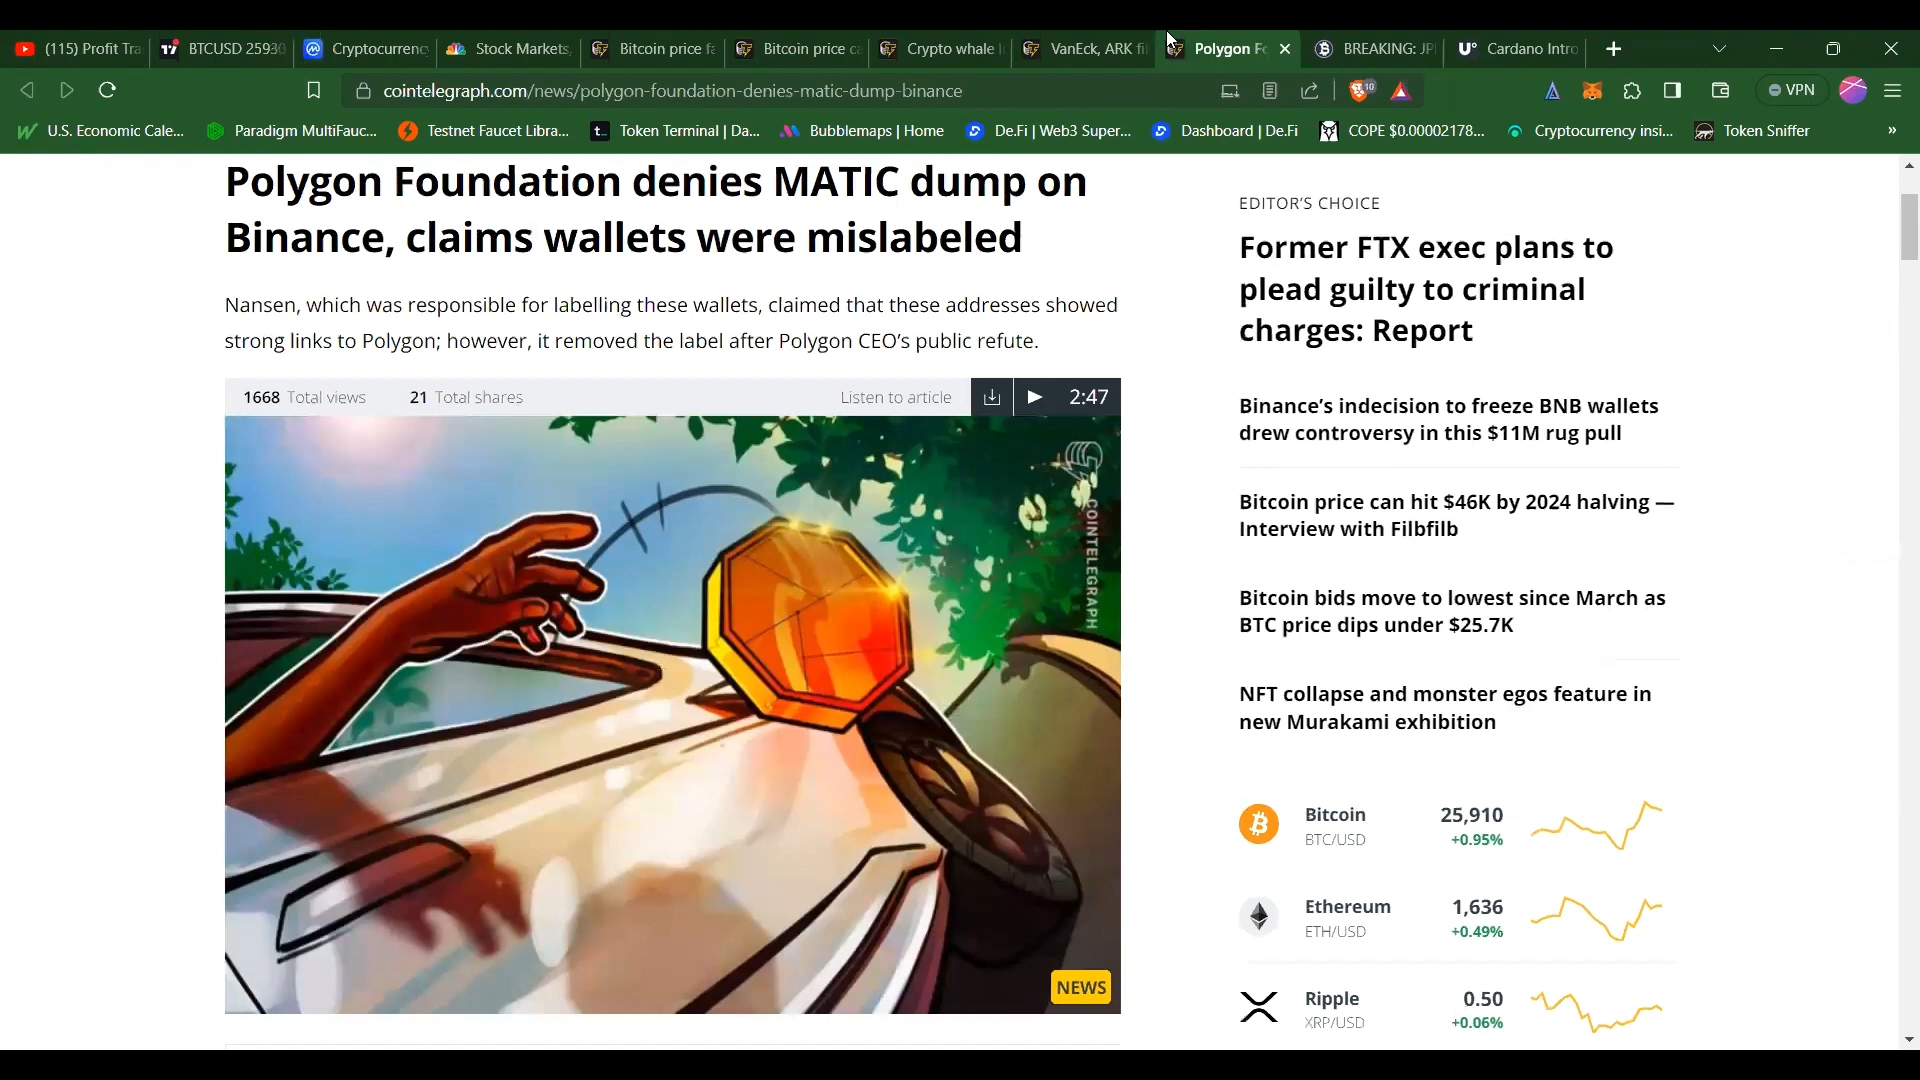 (115) Profit Tra
BTCUSD 25930
Cryptocurrency
Stock Markets,
Bitcoin price fa
Bitcoin price ca
Crypto whale l
VanEck, ARK fil
Polygon Fo
BREAKING: JPI
Cardano Intro
cointelegraph.com/news/polygon-foundation-denies-matic-dump-binance
10
VPN
U.S. Economic Cale...
Paradigm MultiFauc...
Testnet Faucet Libra...
Token Terminal | Da...
Bubblemaps | Home
De.Fi | Web3 Super...
Dashboard | De.Fi
COPE $0.00002178...
Cryptocurrency insi...
Token Sniffer
»
Polygon Foundation denies MATIC dump on
Binance, claims wallets were mislabeled
Nansen, which was responsible for labelling these wallets, claimed that these addresses showed
strong links to Polygon; however, it removed the label after Polygon CEO’s public refute.
1668 Total views
21 Total shares
Listen to article
2:47
COINTELEGRAPH
NEWS
EDITOR’S CHOICE
Former FTX exec plans to
plead guilty to criminal
charges: Report
Binance’s indecision to freeze BNB wallets
drew controversy in this $11M rug pull
Bitcoin price can hit $46K by 2024 halving —
Interview with Filbfilb
Bitcoin bids move to lowest since March as
BTC price dips under $25.7K
NFT collapse and monster egos feature in
new Murakami exhibition
Bitcoin 25,910
BTC/USD +0.95%
Ethereum 1,636
ETH/USD +0.49%
Ripple 0.50
XRP/USD +0.06%